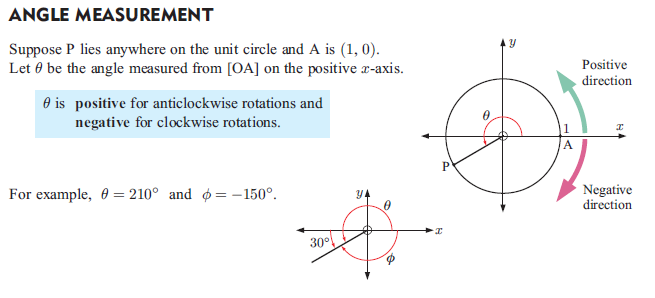 ANGLE MEASUREMENT
Suppose P lies anywhere on the unit circle and A is (1, 0).
Let θ be the angle measured from [OA] on the positive x-axis.
θ is positive for anticlockwise rotations and
negative for clockwise rotations.
y
Positive
direction
θ
1
x
A
P
Negative
direction
For example, θ = 210° and ϕ = −150°.
y
θ
x
30°
ϕ